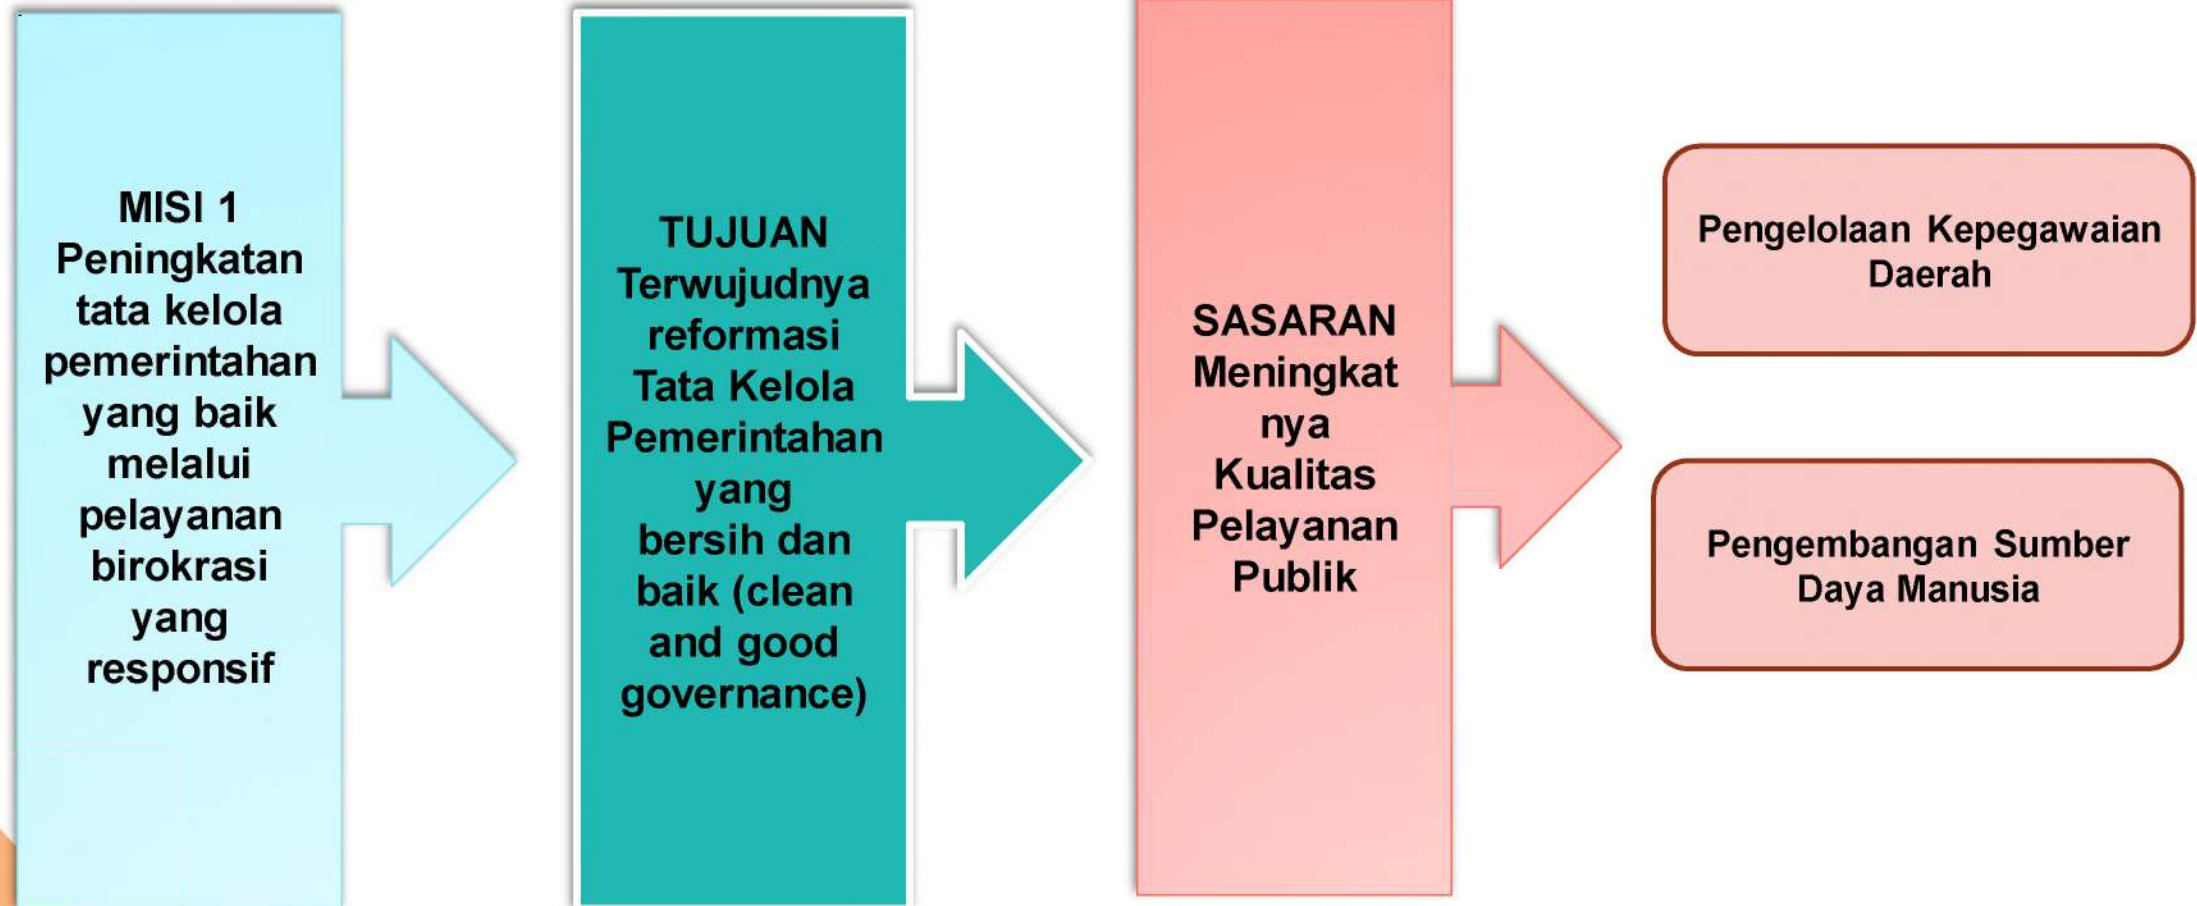 MISI 1
Peningkatan
tata kelola
pemerintahan
yang baik
melalui
pelayanan
birokrasi
yang
responsif
TUJUAN
Terwujudnya
reformasi
Tata Kelola
Pemerintahan
yang
bersih dan
baik (clean
and good
governance)
SASARAN
Meningkat
nya
Kualitas
Pelayanan
Publik
Pengelolaan Kepegawaian
Daerah
Pengembangan Sumber
Daya Manusia